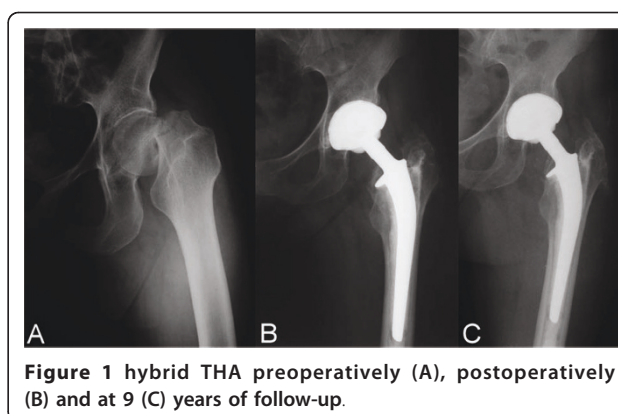 A
B
C
Figure 1 hybrid THA preoperatively (A), postoperatively
(B) and at 9 (C) years of follow-up.